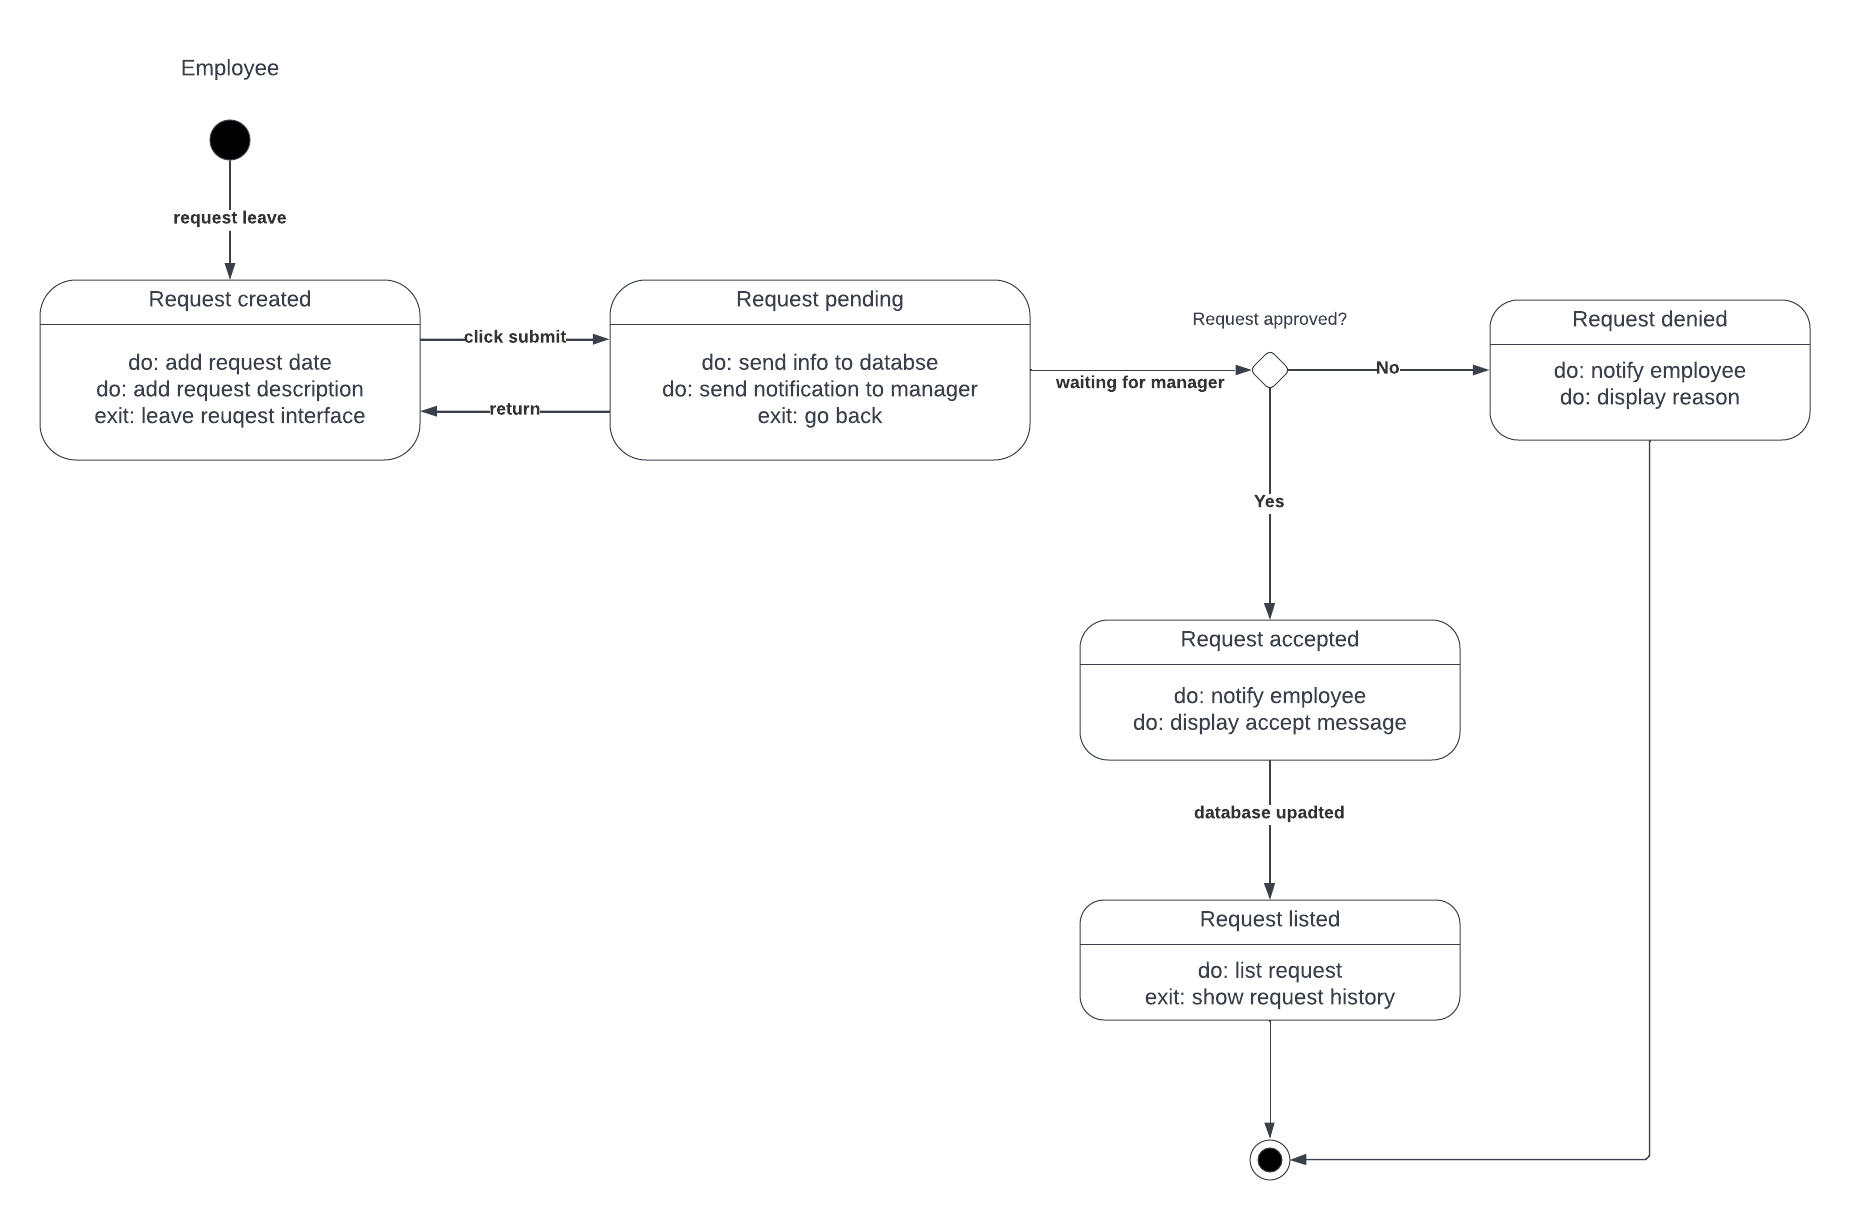 Employee
request leave
Request created
do: add request date
do: add request description
exit: leave reuqest interface
click submit
return
Request pending
do: send info to databse
do: send notification to manager
exit: go back
waiting for manager
Request approved?
No
Request denied
do: notify employee
do: display reason
Yes
Request accepted
do: notify employee
do: display accept message
database upadted
Request listed
do: list request
exit: show request history